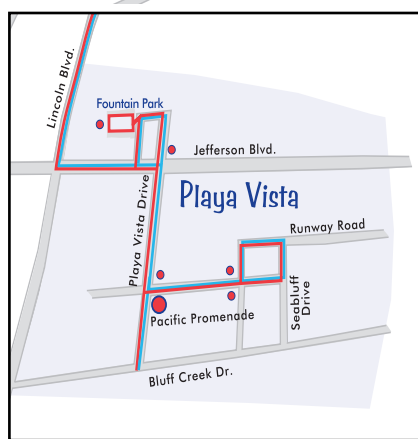 Lincoln Blvd.
Fountain Park
Jefferson Blvd.
Playa Vista
Playa Vista Drive
Runway Road
Seabluff
Drive
Pacific Promenade
Bluff Creek Dr.